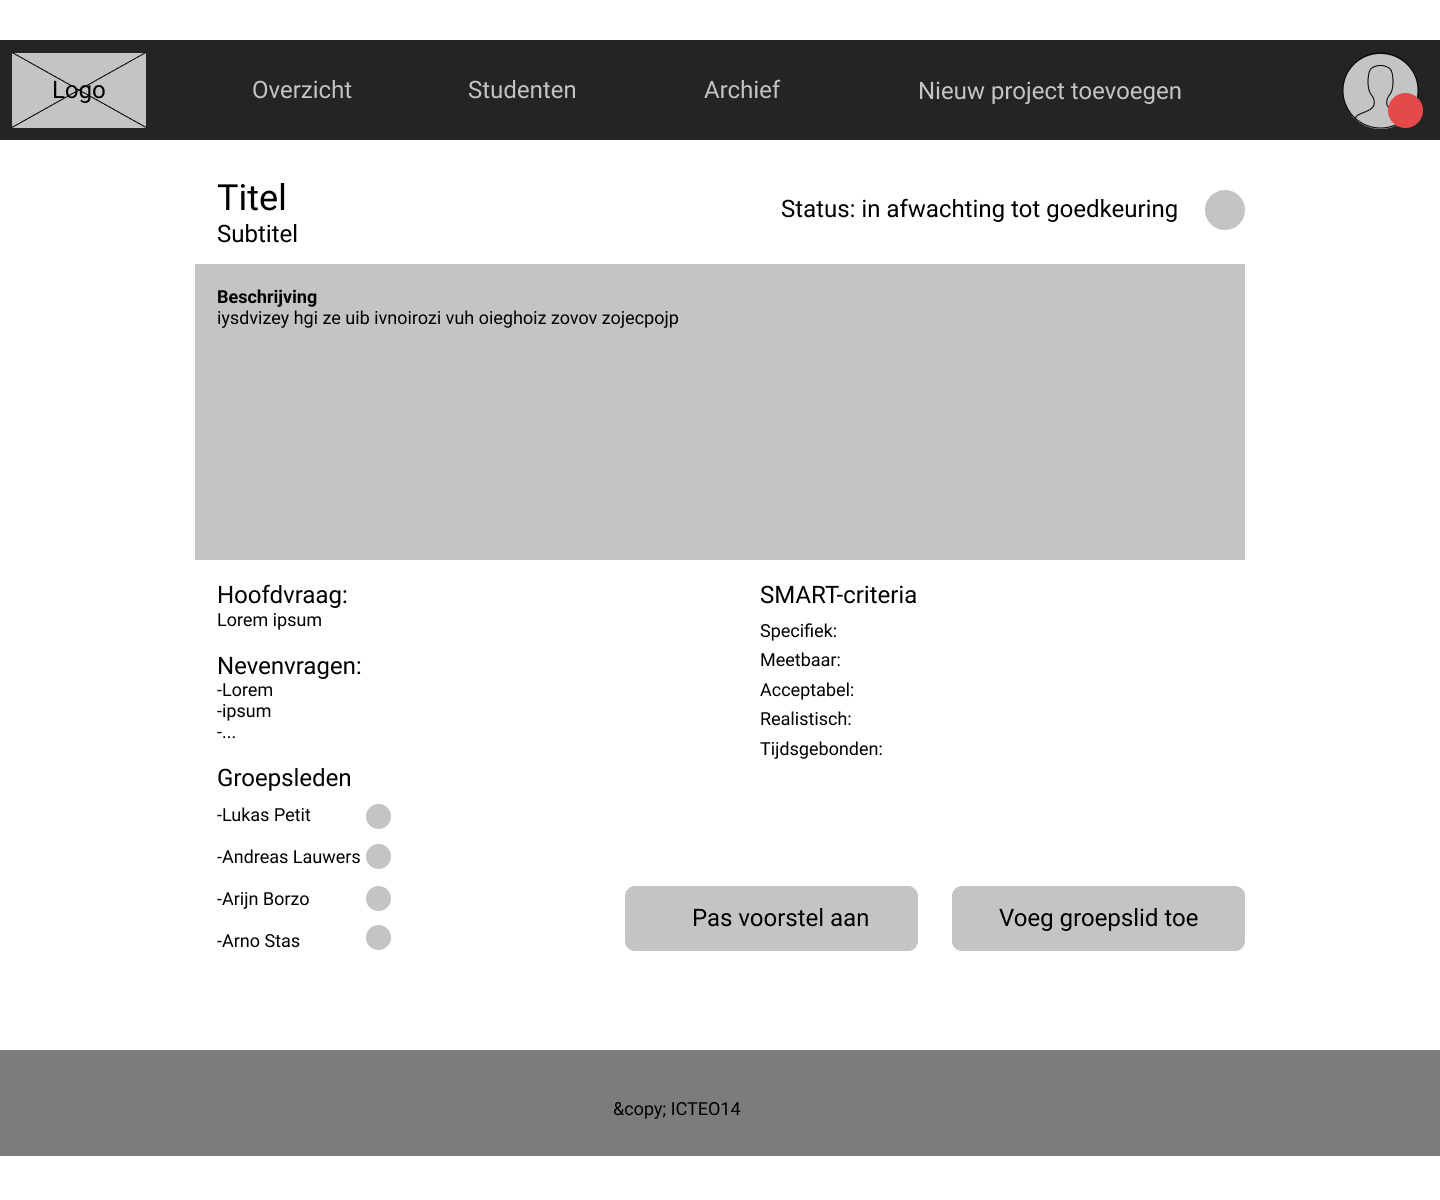 Logo
Overzicht
Studenten
Archief
Nieuw project toevoegen
Titel
Subtitel
Status: in afwachting tot goedkeuring
Beschrijving
iysdvizey hgi ze uib ivnoirozi vuh oieghoiz zovov zojecpojp
Hoofdvraag:
Lorem ipsum
Nevenvragen:
-Lorem
-ipsum
-...
Groepsleden
-Lukas Petit
-Andreas Lauwers
-Arijn Borzo
-Arno Stas
SMART-criteria
Specifiek:
Meetbaar:
Acceptabel:
Realistisch:
Tijdsgebonden:
Pas voorstel aan
Voeg groepslid toe
&copy; ICTEO14